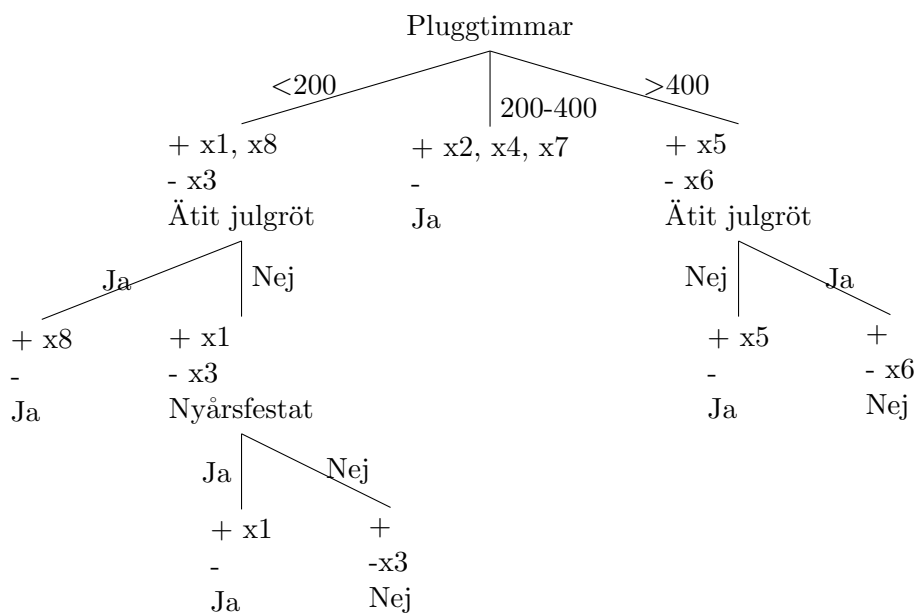 Pluggtimmar
<200
200-400
>400
+ x1, x8
- x3
Ätit julgröt
+ x2, x4, x7
-
Ja
+ x5
- x6
Ätit julgröt
Ja
Nej
Nej
Ja
+ x8
-
Ja
+ x1
- x3
Nyårsfestat
+ x5
-
Ja
+
- x6
Nej
Ja
Nej
+ x1
-
Ja
+
-x3
Nej